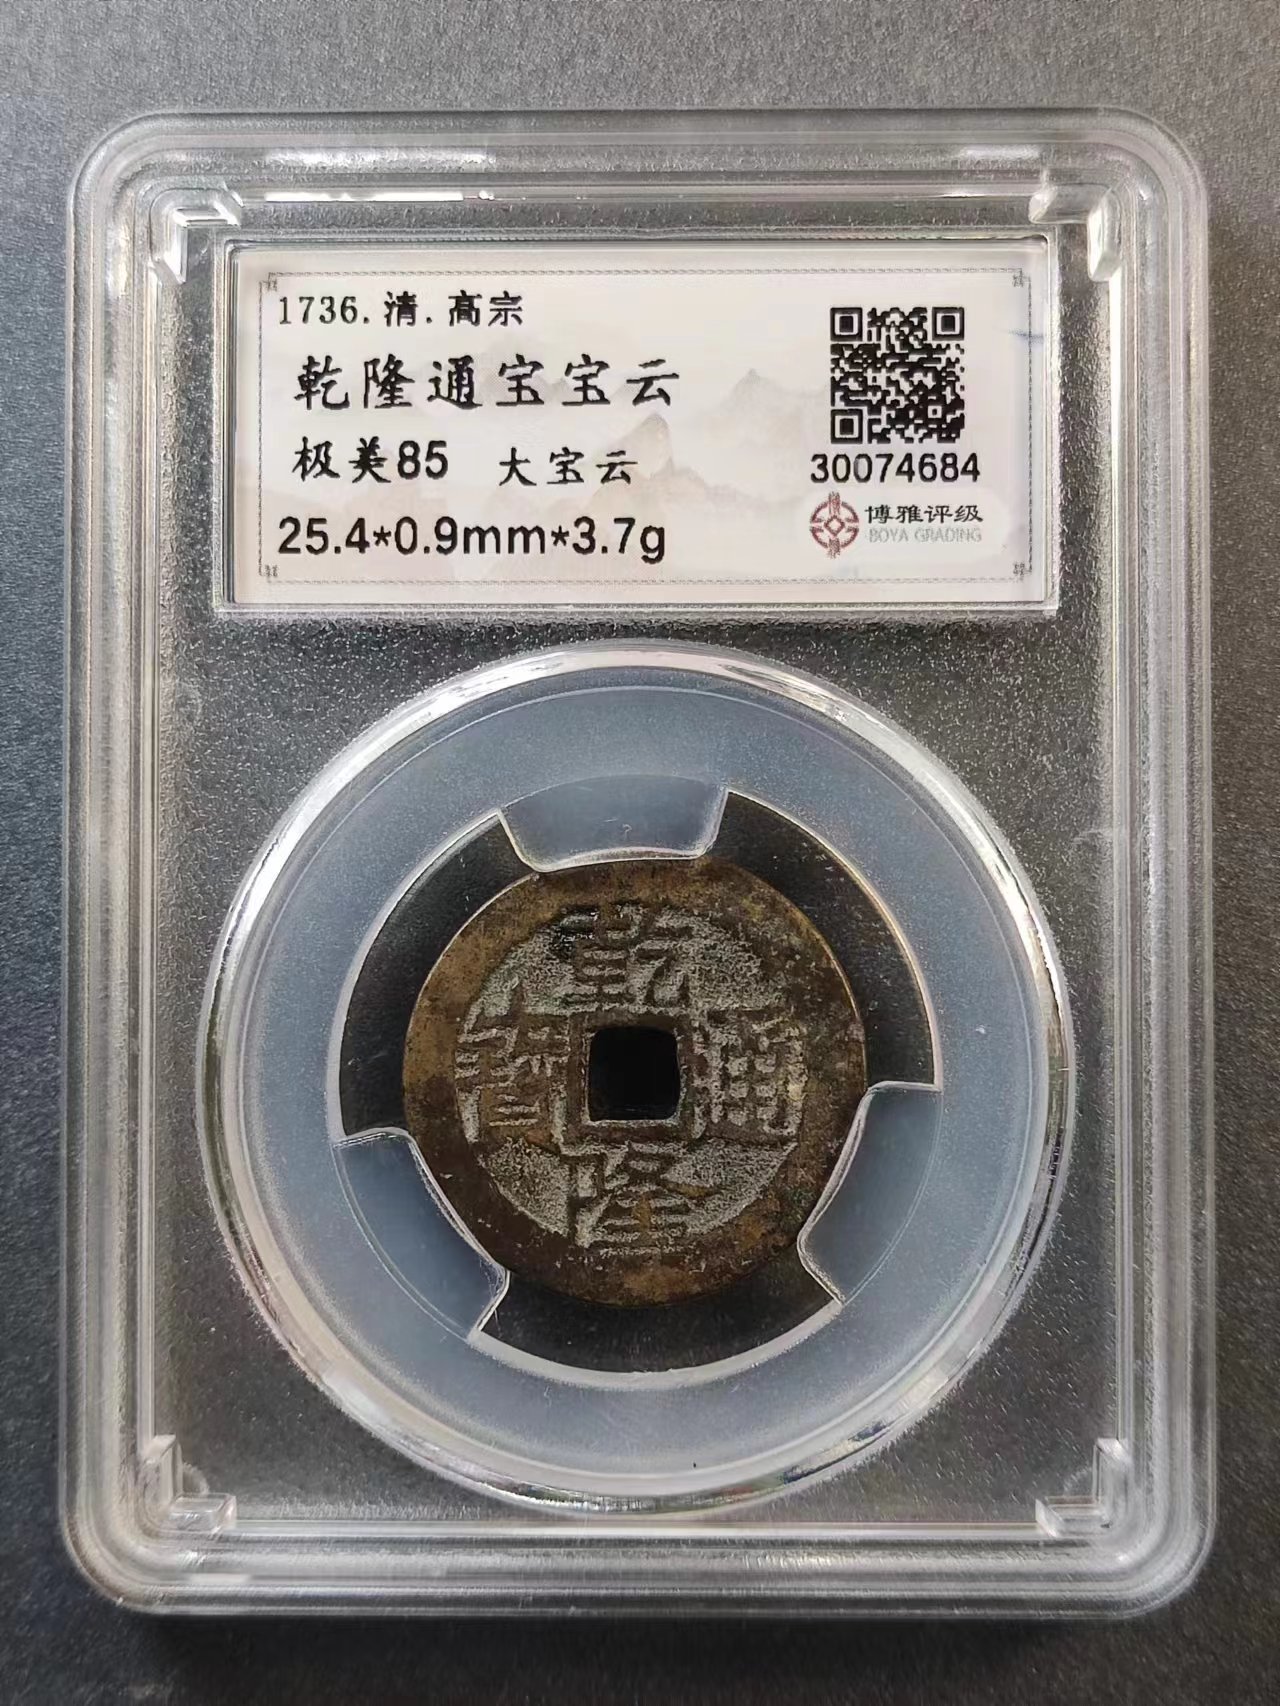 1736.清.高宗
乾隆通宝宝云
极美85 大宝云
25.4*0.9mm*3.7g
30074684
博雅评级
BOYA GRADING
乾
寶 通
隆